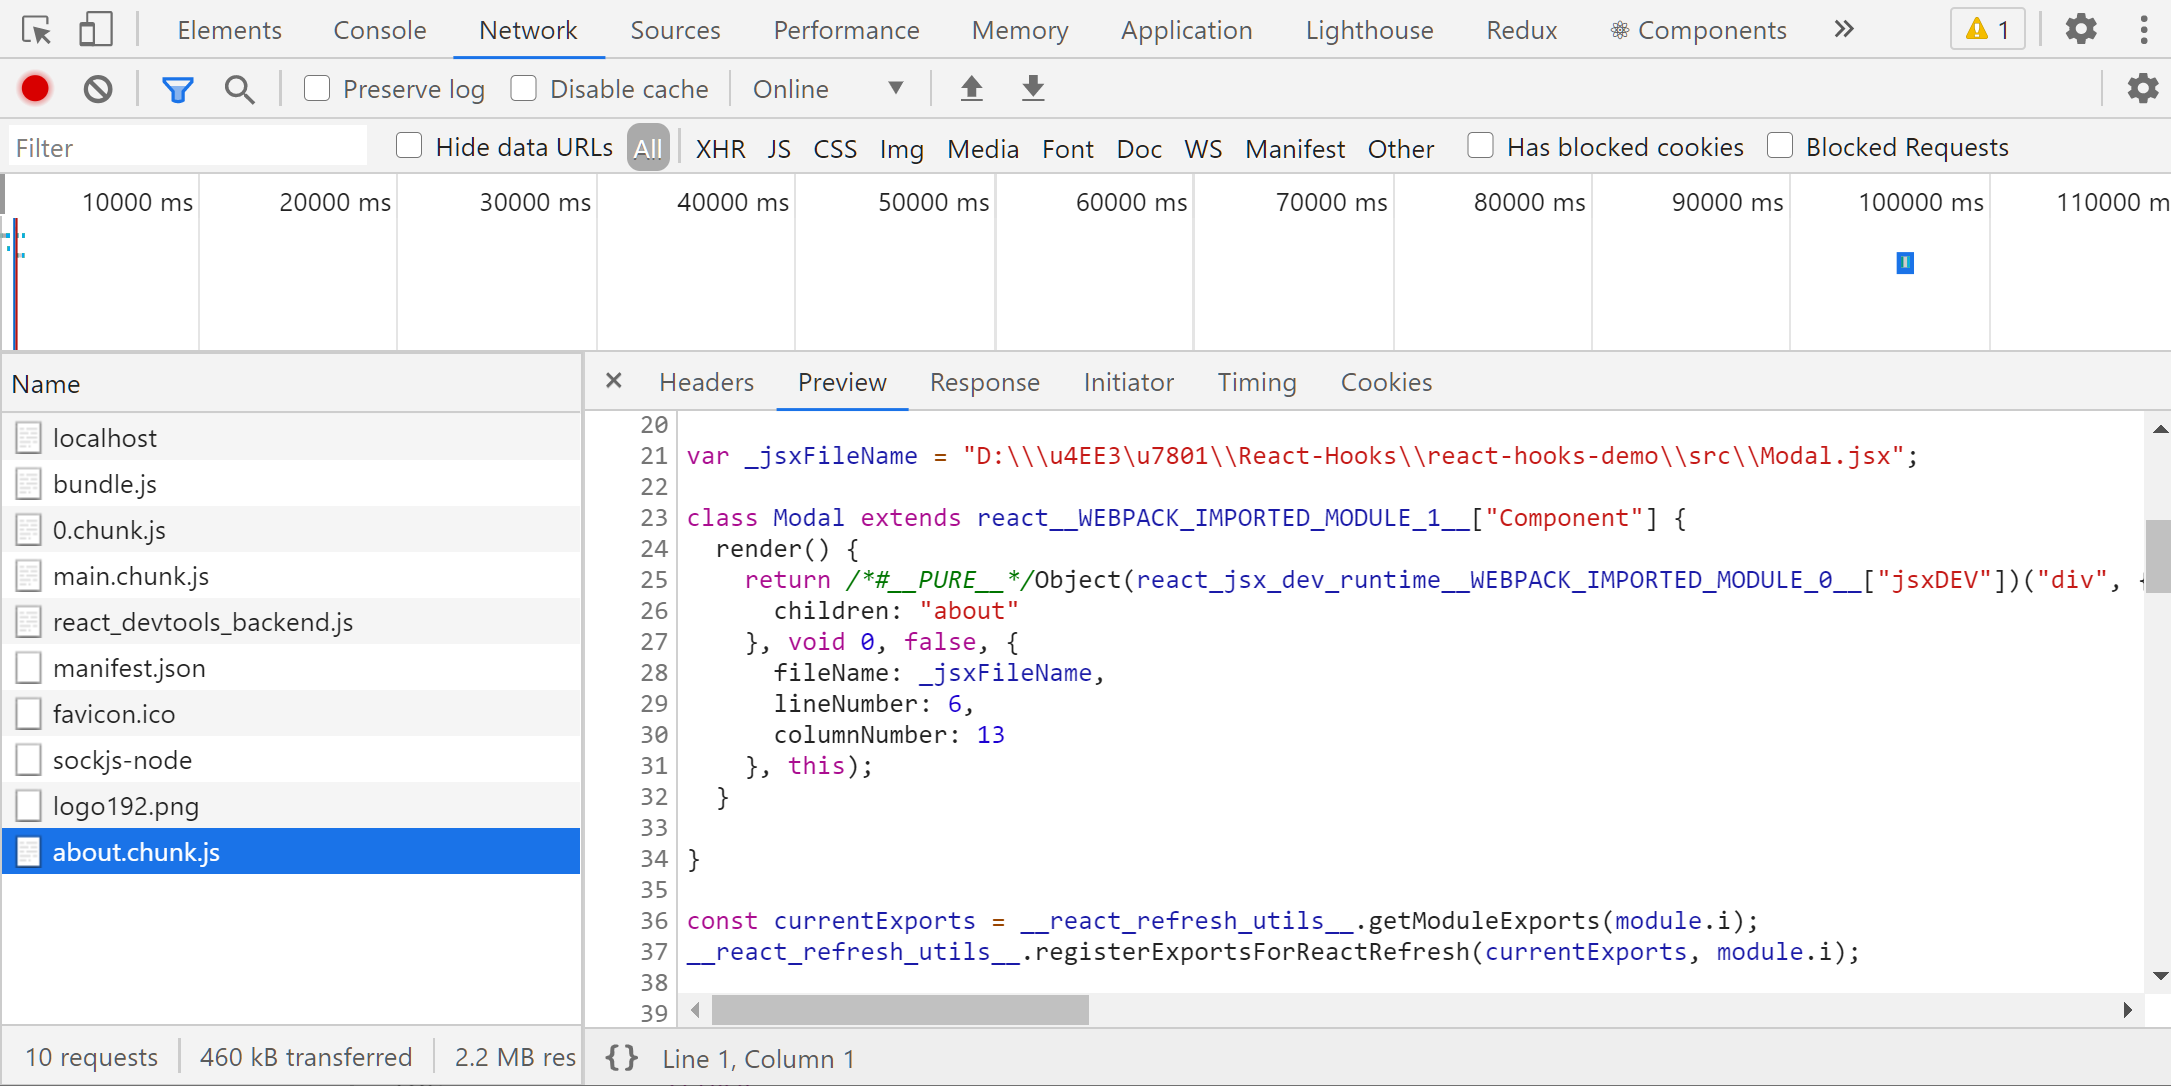 Elements Console Network Sources Performance Memory Application Lighthouse Redux ⚛ Components » 1
Preserve log Disable cache Online
Filter Hide data URLs All XHR JS CSS Img Media Font Doc WS Manifest Other Has blocked cookies Blocked Requests
10000 ms 20000 ms 30000 ms 40000 ms 50000 ms 60000 ms 70000 ms 80000 ms 90000 ms 100000 ms 110000 m
Name
localhost
bundle.js
0.chunk.js
main.chunk.js
react_devtools_backend.js
manifest.json
favicon.ico
sockjs-node
logo192.png
about.chunk.js
10 requests 460 kB transferred 2.2 MB res
× Headers Preview Response Initiator Timing Cookies
20
21 var _jsxFileName = "D:\\\u4EE3\u7801\\React-Hooks\\react-hooks-demo\\src\\Modal.jsx";
22
23 class Modal extends react__WEBPACK_IMPORTED_MODULE_1__["Component"] {
24   render() {
25     return /*#__PURE__*/Object(react_jsx_dev_runtime__WEBPACK_IMPORTED_MODULE_0__["jsxDEV"])("div", {
26       children: "about"
27     }, void 0, false, {
28       fileName: _jsxFileName,
29       lineNumber: 6,
30       columnNumber: 13
31     }, this);
32   }
33
34 }
35
36 const currentExports = __react_refresh_utils__.getModuleExports(module.i);
37 __react_refresh_utils__.registerExportsForReactRefresh(currentExports, module.i);
38
39
{} Line 1, Column 1